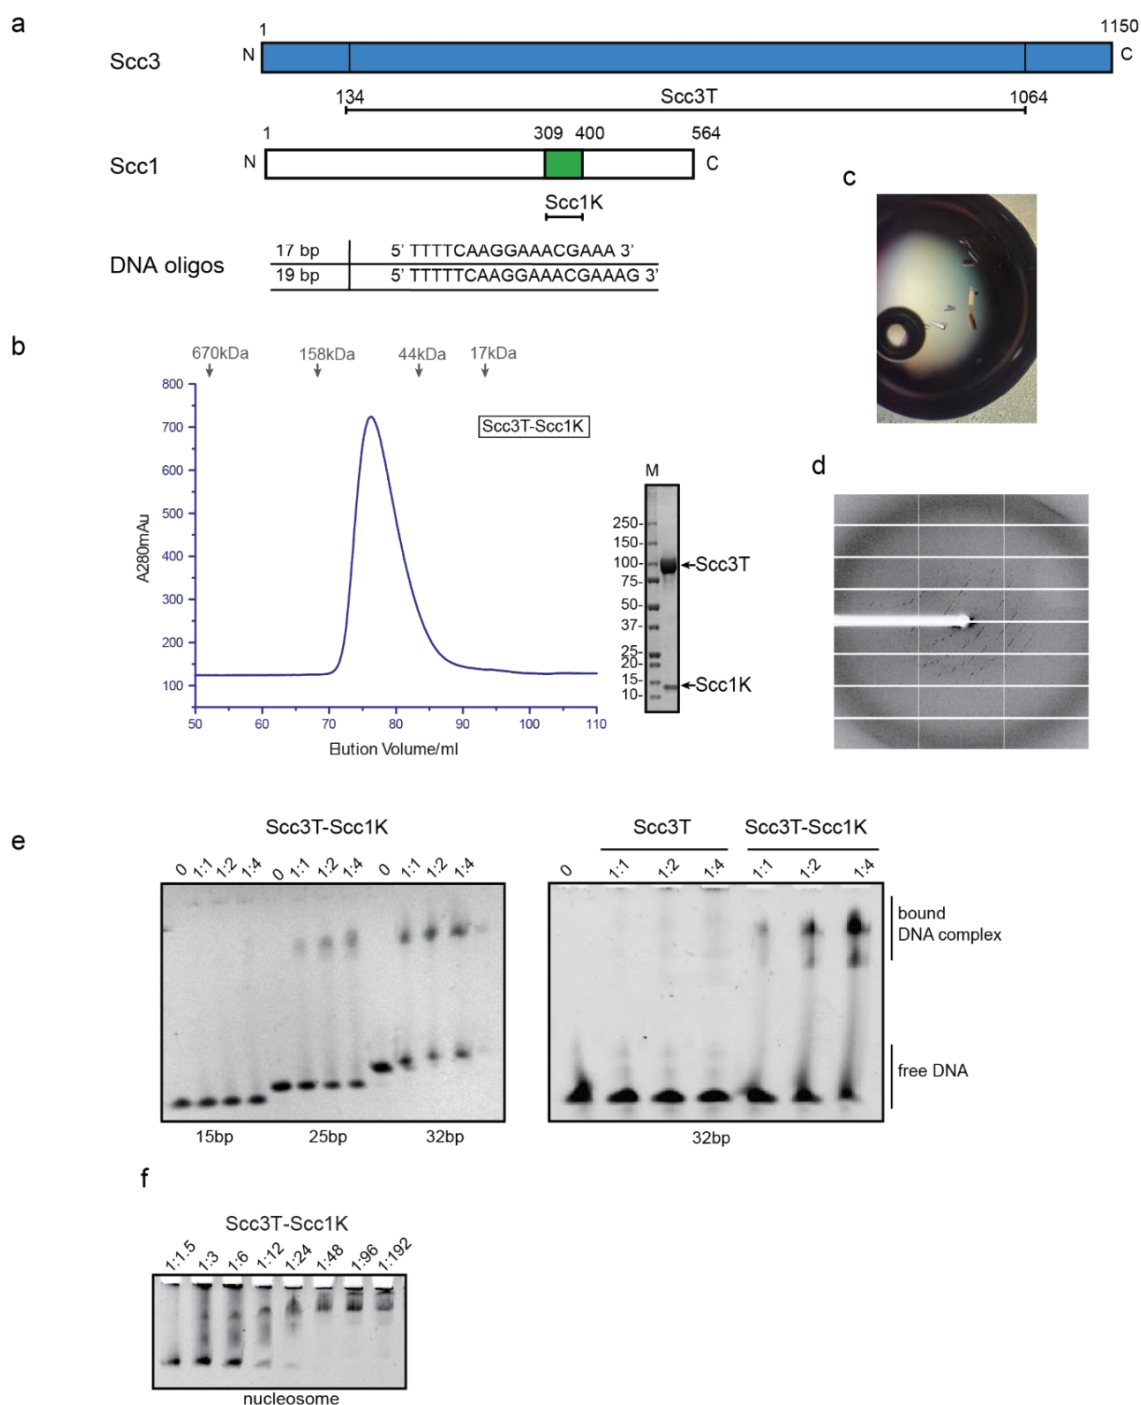 a
1 1150
Scc3 N C
134 Scc3T 1064
1 309 400 564
Scc1 N C
Scc1K
DNA oligos
17 bp 5' TTTTCAAGGAAACGAAA 3'
19 bp 5' TTTTTCAAGGAAACGAAAG 3'
b
670kDa 158kDa 44kDa 17kDa
Scc3T-Scc1K
800
700
600
500
400
300
200
100
A280mAu
50 60 70 80 90 100 110
Elution Volume/ml
M
250-
150-
100-
75-
50-
37-
25-
20-
15-
10-
Scc3T
Scc1K
c
d
e
Scc3T-Scc1K
0 1:1 1:2 1:4 0 1:1 1:2 1:4 0 1:1 1:2 1:4
15bp 25bp 32bp
Scc3T Scc3T-Scc1K
0 1:1 1:2 1:4 1:1 1:2 1:4
bound
DNA complex
free DNA
32bp
f
Scc3T-Scc1K
1:1.5 1:3 1:6 1:12 1:24 1:48 1:96 1:192
nucleosome